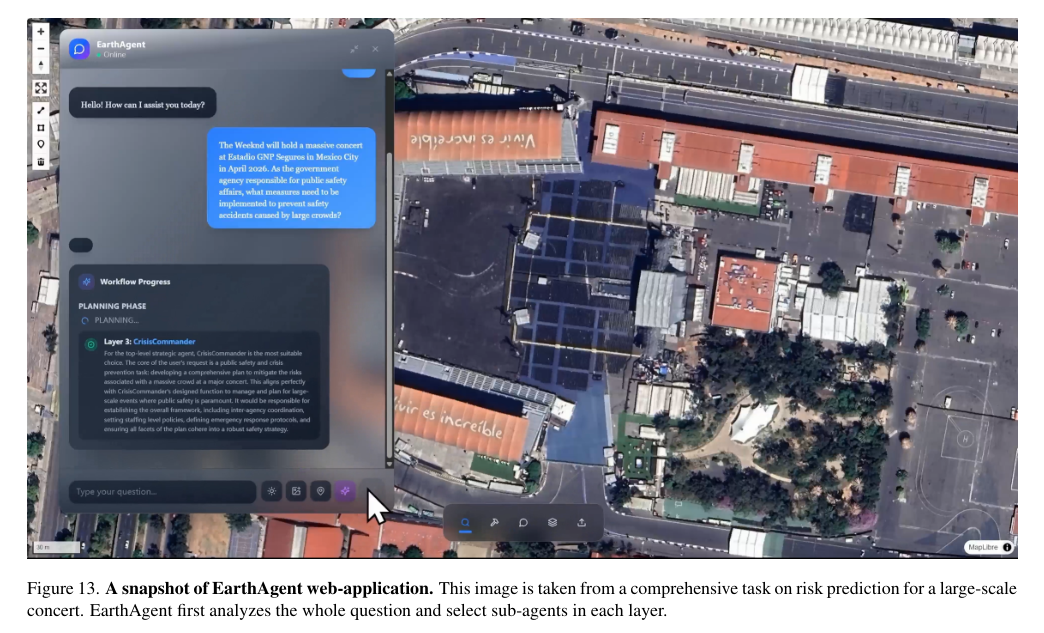 EarthAgent
Online
Hello! How can I assist you today?
The Weeknd will hold a massive concert
at Estadio GNP Seguros in Mexico City
in April 2026. As the government
agency responsible for public safety
affairs, what measures need to be
implemented to prevent safety
accidents caused by large crowds?
Workflow Progress
PLANNING PHASE
PLANNING...
Layer 3: CrisisCommander
For the top-level strategic agent, CrisisCommander is the most suitable
choice. The core of the user's request is a public safety and crisis
prevention task: developing a comprehensive plan to mitigate the risks
associated with a massive crowd at a major concert. This aligns perfectly
with CrisisCommander's designed function to manage and plan for large-
scale events where public safety is paramount. It would be responsible for
establishing the overall framework, including inter-agency coordination,
setting staffing level policies, defining emergency response protocols, and
ensuring all facets of the plan cohere into a robust safety strategy.
Type your question...
Vivir es increíble
Vivir es increíble
H
30 m
MapLibre
Figure 13. A snapshot of EarthAgent web-application. This image is taken from a comprehensive task on risk prediction for a large-scale
concert. EarthAgent first analyzes the whole question and select sub-agents in each layer.